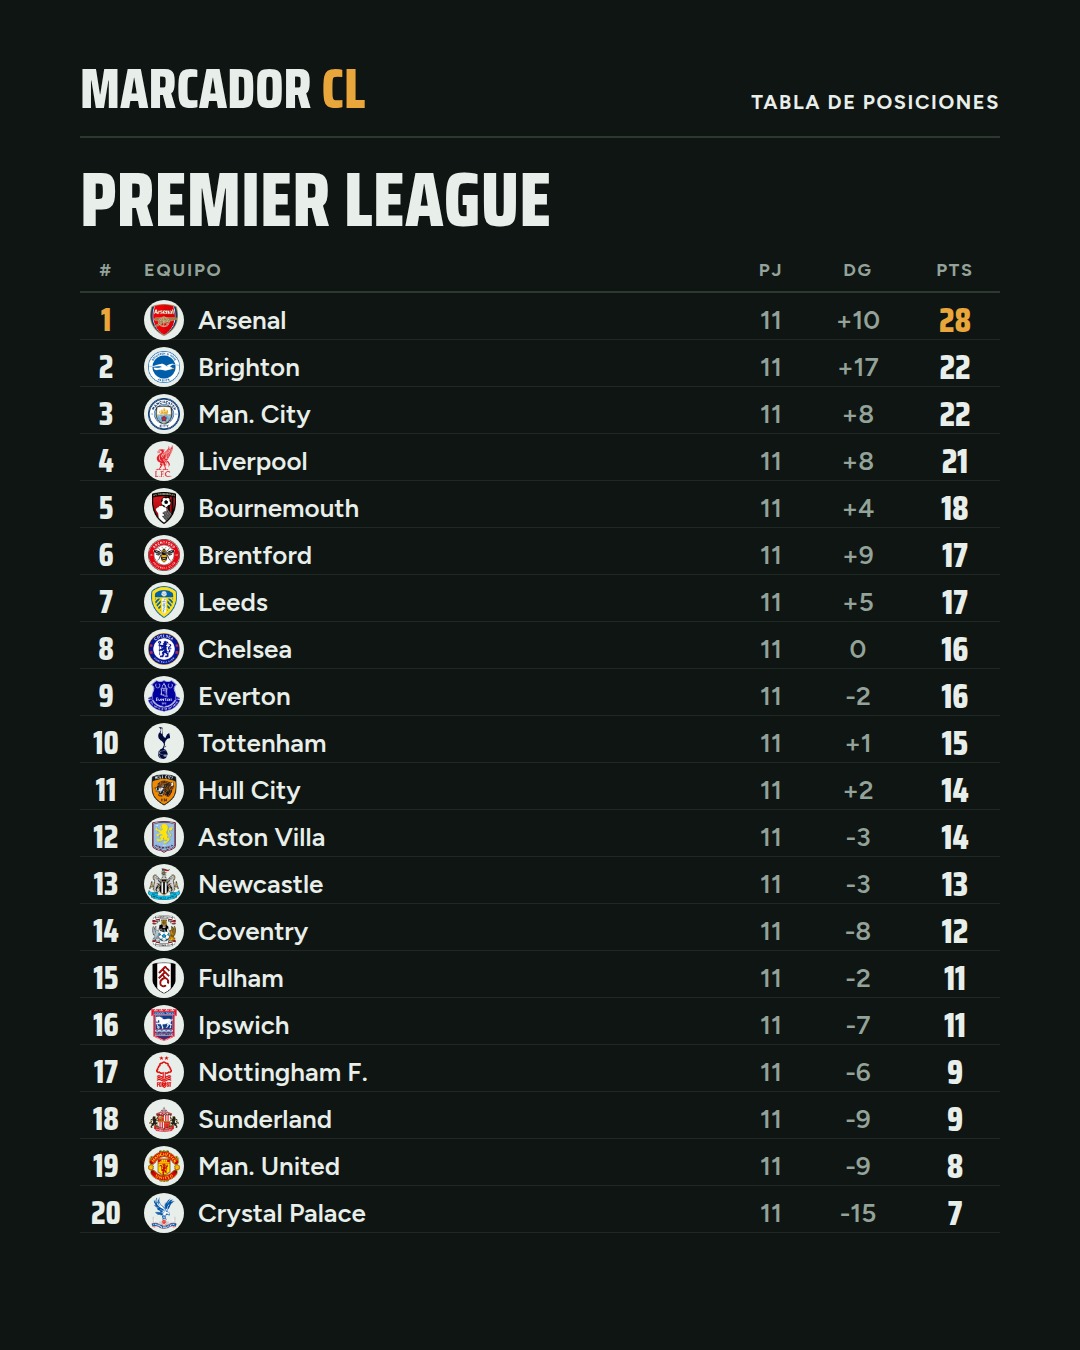 MARCADOR CL
TABLA DE POSICIONES
PREMIER LEAGUE
# EQUIPO PJ DG PTS
1 Arsenal 11 +10 28
2 Brighton 11 +17 22
3 Man. City 11 +8 22
4 Liverpool 11 +8 21
5 Bournemouth 11 +4 18
6 Brentford 11 +9 17
7 Leeds 11 +5 17
8 Chelsea 11 0 16
9 Everton 11 -2 16
10 Tottenham 11 +1 15
11 Hull City 11 +2 14
12 Aston Villa 11 -3 14
13 Newcastle 11 -3 13
14 Coventry 11 -8 12
15 Fulham 11 -2 11
16 Ipswich 11 -7 11
17 Nottingham F. 11 -6 9
18 Sunderland 11 -9 9
19 Man. United 11 -9 8
20 Crystal Palace 11 -15 7